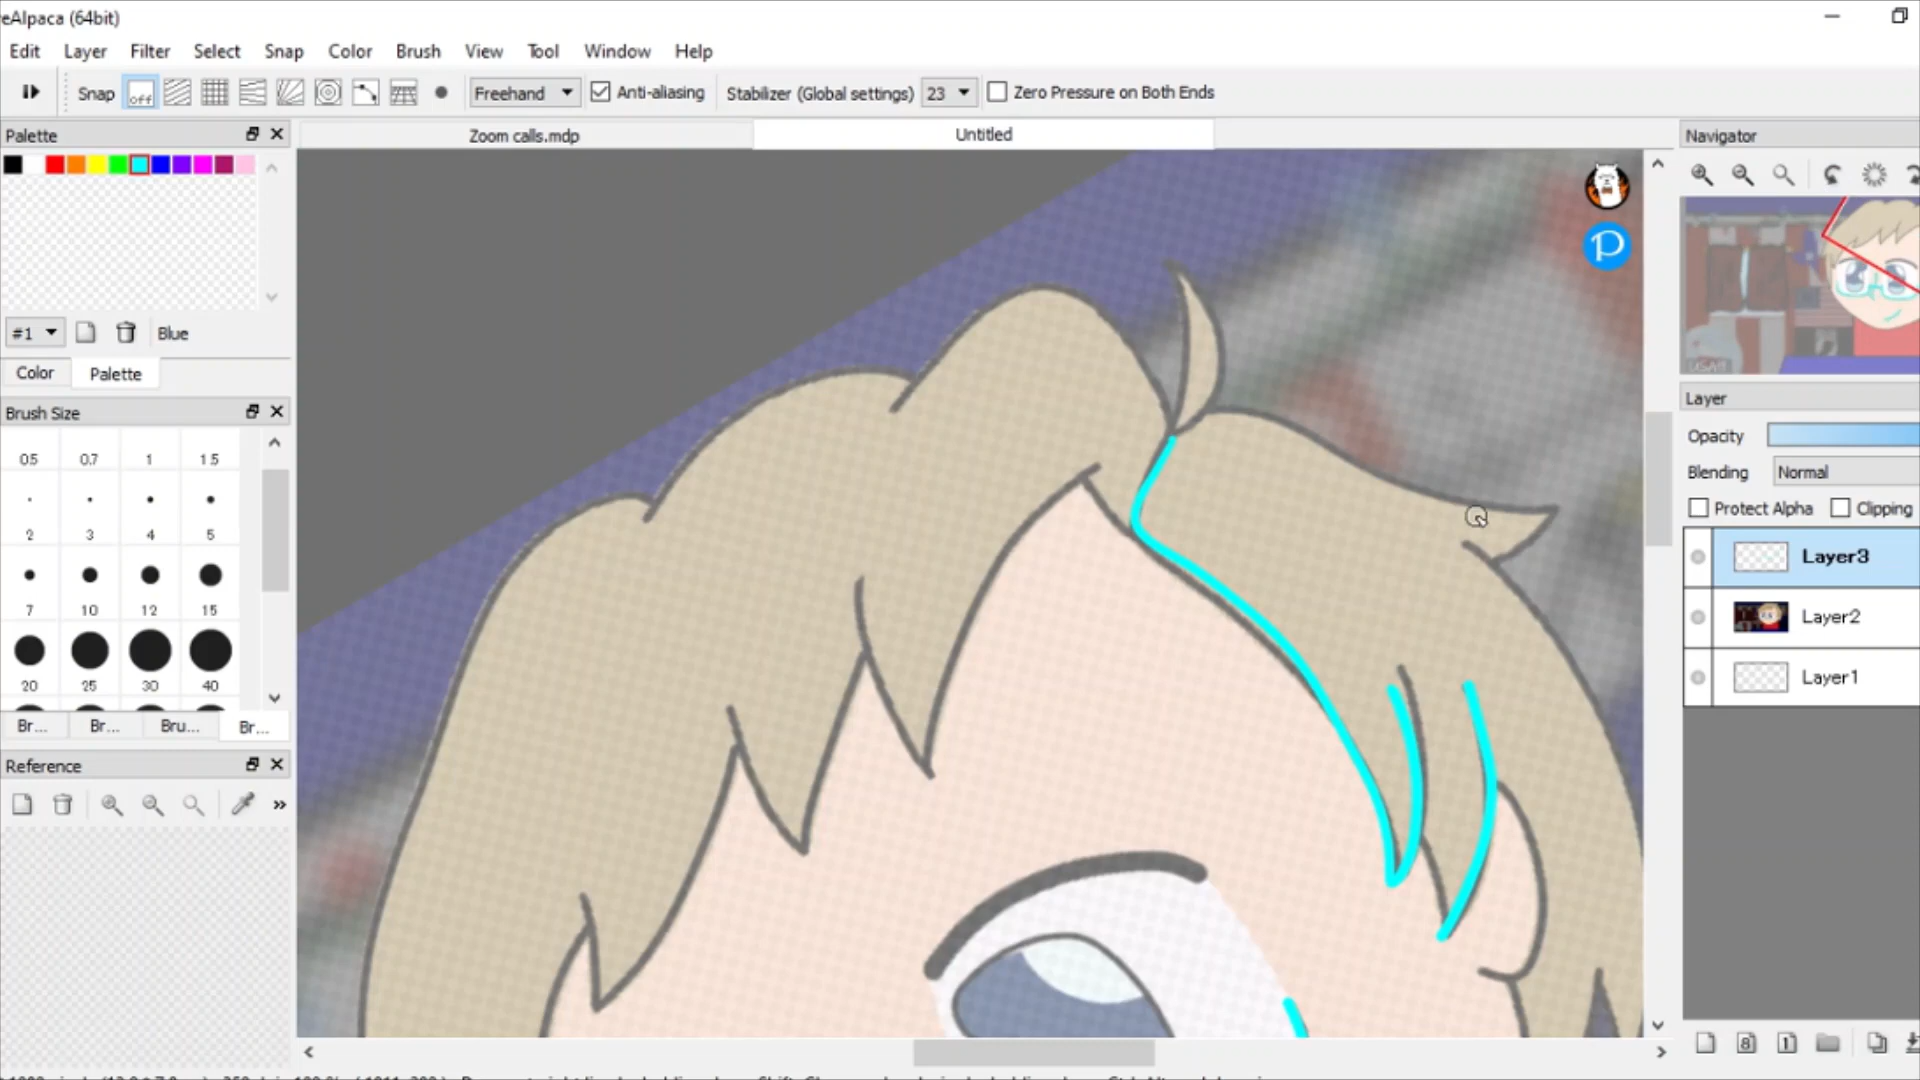 eAlpaca (64bit)
Edit Layer Filter Select Snap Color Brush View Tool Window Help
Snap off Freehand Anti-aliasing Stabilizer (Global settings) 23 Zero Pressure on Both Ends
Palette
Zoom calls.mdp Untitled
Navigator
#1 Blue
Color Palette
Brush Size
0.5 0.7 1 1.5
2 3 4 5
7 10 12 15
20 25 30 40
Br... Br... Bru... Br...
Reference
P
Layer
Opacity
Blending Normal
Protect Alpha Clipping
Layer3
Layer2
Layer1
8 1